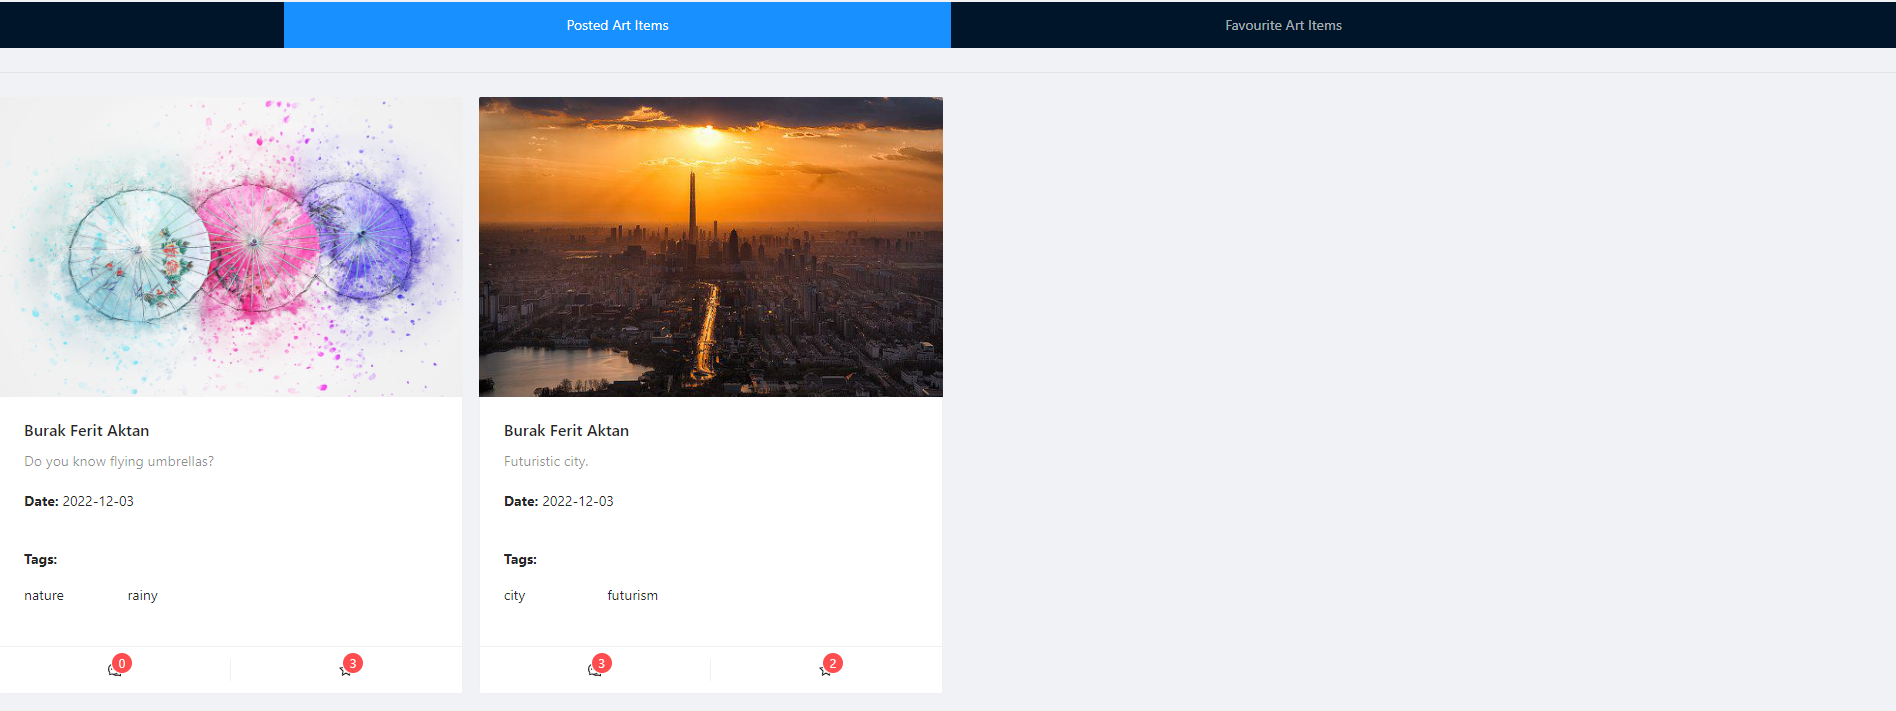 Posted Art Items
Favourite Art Items
Burak Ferit Aktan
Do you know flying umbrellas?
Date: 2022-12-03
Tags:
nature rainy
0 3
Burak Ferit Aktan
Futuristic city.
Date: 2022-12-03
Tags:
city futurism
3 2